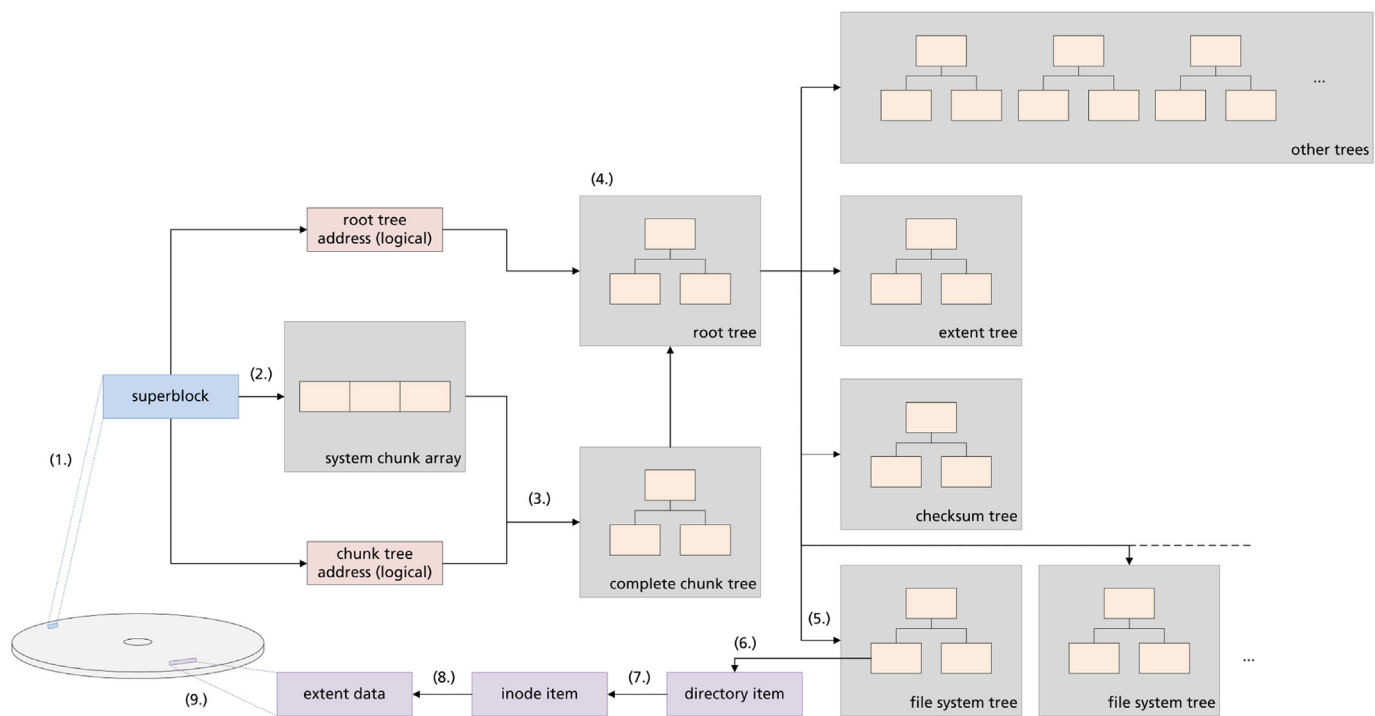 ...
other trees
(4.)
root tree
address (logical)
root tree
extent tree
(2.)
superblock
system chunk array
(1.)
checksum tree
(3.)
chunk tree
address (logical)
complete chunk tree
(5.)
(6.)
file system tree
file system tree
...
(9.)
extent data
(8.)
inode item
(7.)
directory item